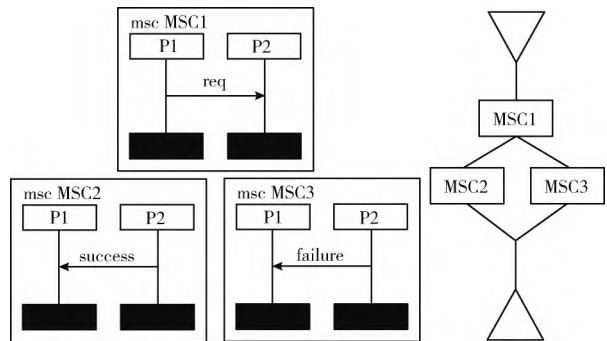 msc MSC1
P1 P2
req
msc MSC2
P1 P2
success
msc MSC3
P1 P2
failure
MSC1
MSC2 MSC3